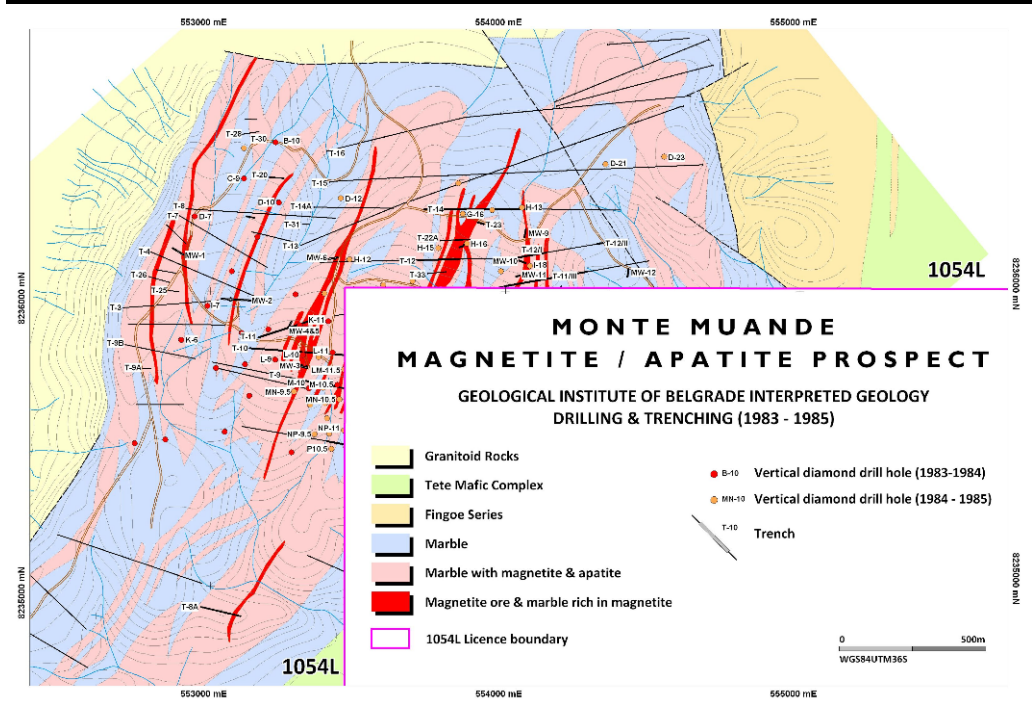 553000 mE
554000 mE
555000 mE
T-28
T-30
B-10
T-16
D-21
D-23
C-9
T-20
T-15
D-10
D-12
T-8
T-7
D-7
T-14A
T-14
H-13
G-16
T-31
T-23
T-13
T-22A
MW-9
T-4
MW-1
H-15
H-16
T-12/I
T-12/II
MW-6
H-12
T-12
MW-10
I-18
T-26
T-33
MW-11
T-11/III
MW-12
T-25
1054L
8236000 mN
8236000 mN
T-3
I-7
MW-2
K-11
MW-4&5
T-9B
K-6
T-11
T-10
L-10
L-11
L-9
MW-3
LM-11.5
T-9A
T-9
M-10
M-10.5
MN-9.5
MN-10.5
NP-9.5
NP-11
P10.5
MONTE MUANDE
MAGNETITE / APATITE PROSPECT
GEOLOGICAL INSTITUTE OF BELGRADE INTERPRETED GEOLOGY
DRILLING & TRENCHING (1983 - 1985)
Granitoid Rocks
Tete Mafic Complex
Fingoe Series
Marble
Marble with magnetite & apatite
Magnetite ore & marble rich in magnetite
1054L Licence boundary
B-10 Vertical diamond drill hole (1983-1984)
MN-10 Vertical diamond drill hole (1984 - 1985)
T-10 Trench
8235000 mN
8235000 mN
T-6A
0 500m
WGS84UTM36S
1054L
553000 mE
554000 mE
555000 mE